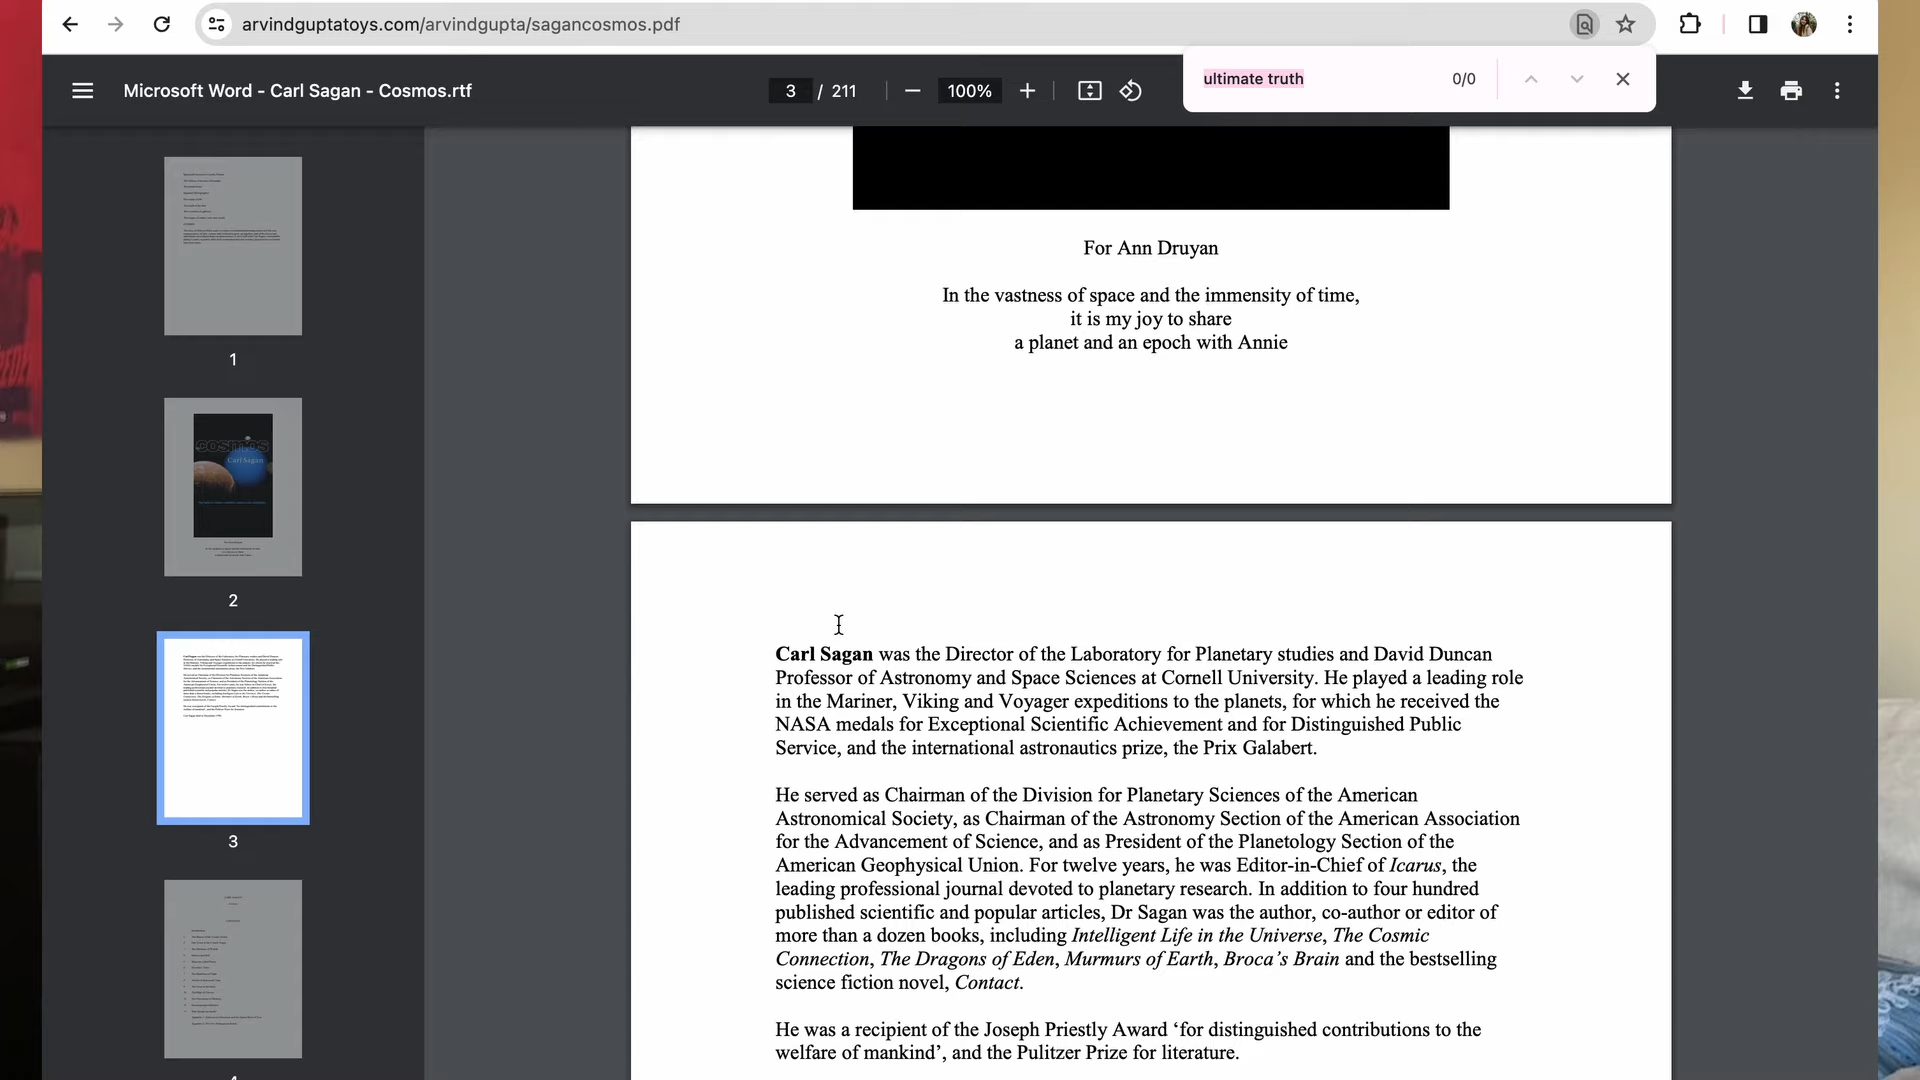 arvindguptatoys.com/arvindgupta/sagancosmos.pdf
Microsoft Word - Carl Sagan - Cosmos.rtf
3 / 211
100%
ultimate truth
0/0
1
cosmos
Carl Sagan
2
3
For Ann Druyan
In the vastness of space and the immensity of time,
it is my joy to share
a planet and an epoch with Annie
Carl Sagan was the Director of the Laboratory for Planetary studies and David Duncan
Professor of Astronomy and Space Sciences at Cornell University. He played a leading role
in the Mariner, Viking and Voyager expeditions to the planets, for which he received the
NASA medals for Exceptional Scientific Achievement and for Distinguished Public
Service, and the international astronautics prize, the Prix Galabert.
He served as Chairman of the Division for Planetary Sciences of the American
Astronomical Society, as Chairman of the Astronomy Section of the American Association
for the Advancement of Science, and as President of the Planetology Section of the
American Geophysical Union. For twelve years, he was Editor-in-Chief of Icarus, the
leading professional journal devoted to planetary research. In addition to four hundred
published scientific and popular articles, Dr Sagan was the author, co-author or editor of
more than a dozen books, including Intelligent Life in the Universe, The Cosmic
Connection, The Dragons of Eden, Murmurs of Earth, Broca’s Brain and the bestselling
science fiction novel, Contact.
He was a recipient of the Joseph Priestly Award ‘for distinguished contributions to the
welfare of mankind’, and the Pulitzer Prize for literature.